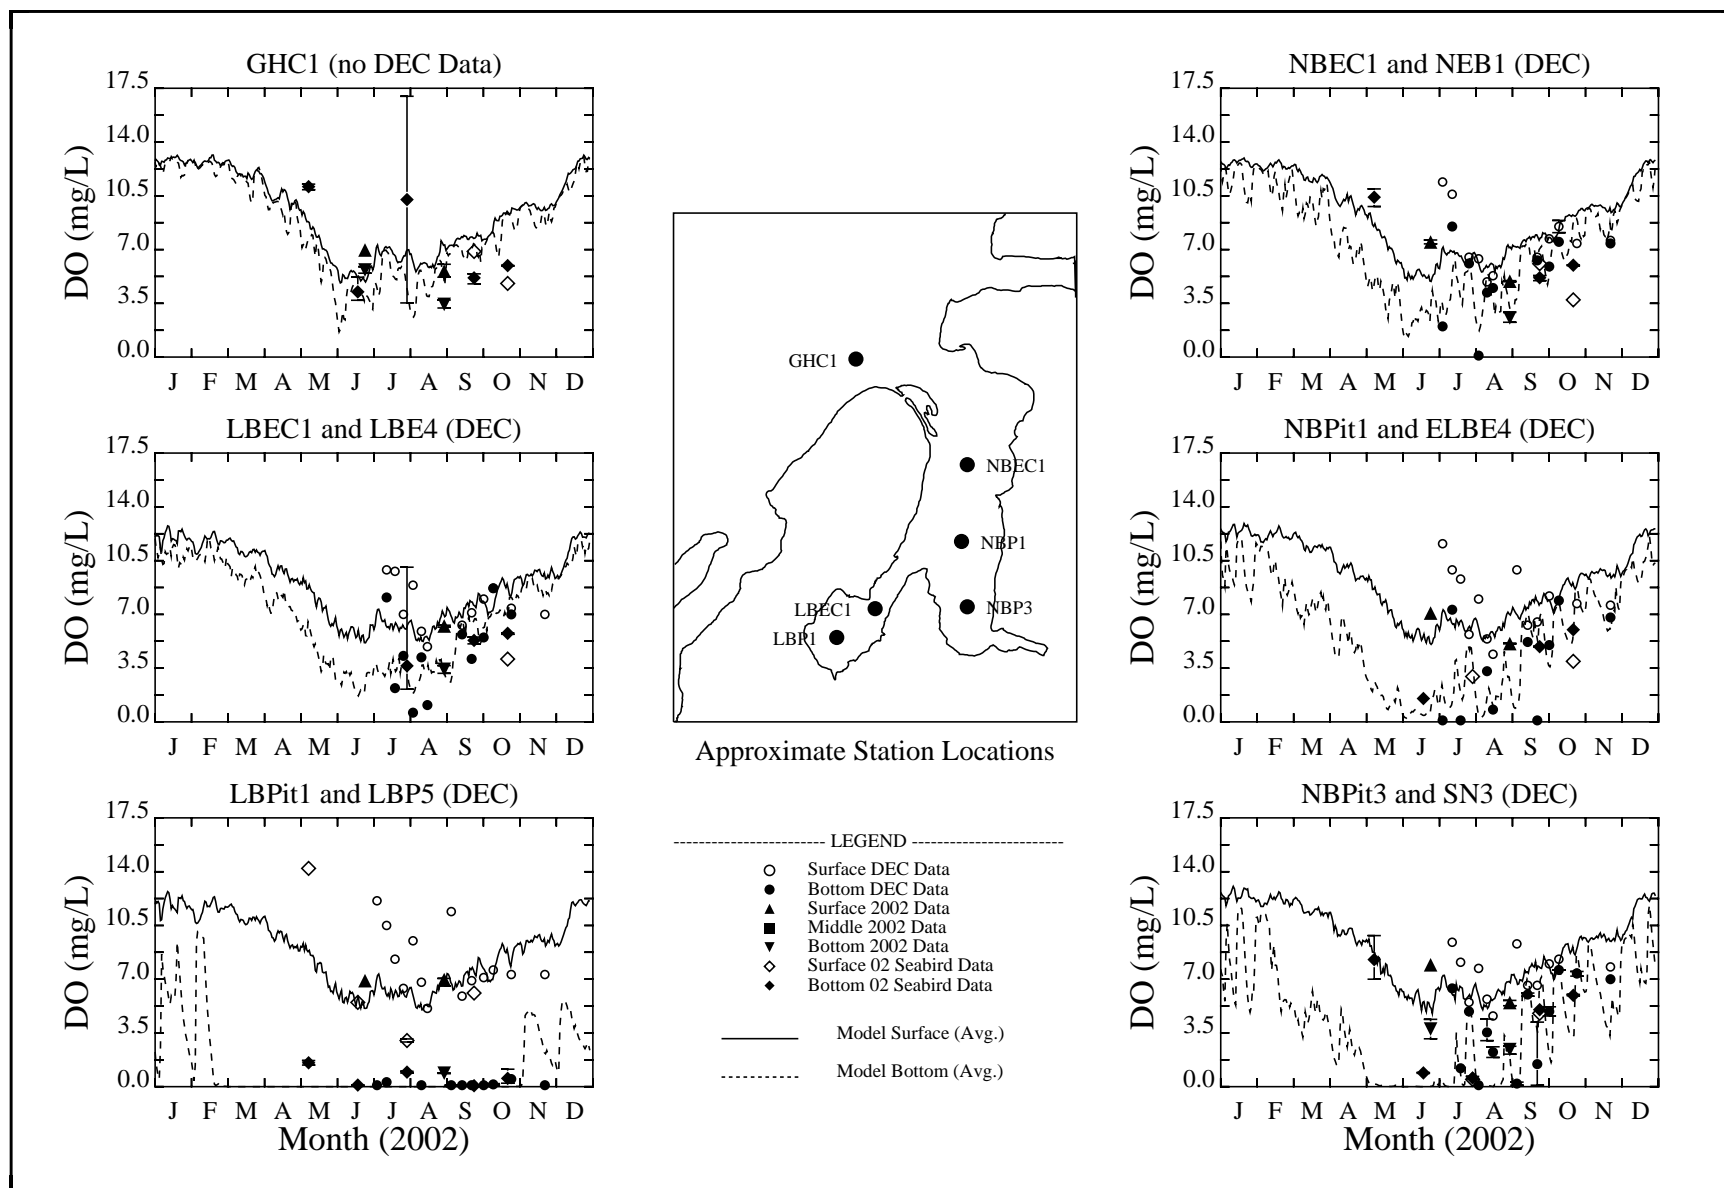 GHC1 (no DEC Data)
17.5
14.0
10.5
7.0
3.5
0.0
DO (mg/L)
J F M A M J J A S O N D
LBEC1 and LBE4 (DEC)
17.5
14.0
10.5
7.0
3.5
0.0
DO (mg/L)
J F M A M J J A S O N D
LBPit1 and LBP5 (DEC)
17.5
14.0
10.5
7.0
3.5
0.0
DO (mg/L)
J F M A M J J A S O N D
Month (2002)
GHC1
NBEC1
NBP1
LBEC1
NBP3
LBP1
Approximate Station Locations
LEGEND
Surface DEC Data
Bottom DEC Data
Surface 2002 Data
Middle 2002 Data
Bottom 2002 Data
Surface 02 Seabird Data
Bottom 02 Seabird Data
Model Surface (Avg.)
Model Bottom (Avg.)
NBEC1 and NEB1 (DEC)
17.5
14.0
10.5
7.0
3.5
0.0
DO (mg/L)
J F M A M J J A S O N D
NBPit1 and ELBE4 (DEC)
17.5
14.0
10.5
7.0
3.5
0.0
DO (mg/L)
J F M A M J J A S O N D
NBPit3 and SN3 (DEC)
17.5
14.0
10.5
7.0
3.5
0.0
DO (mg/L)
J F M A M J J A S O N D
Month (2002)